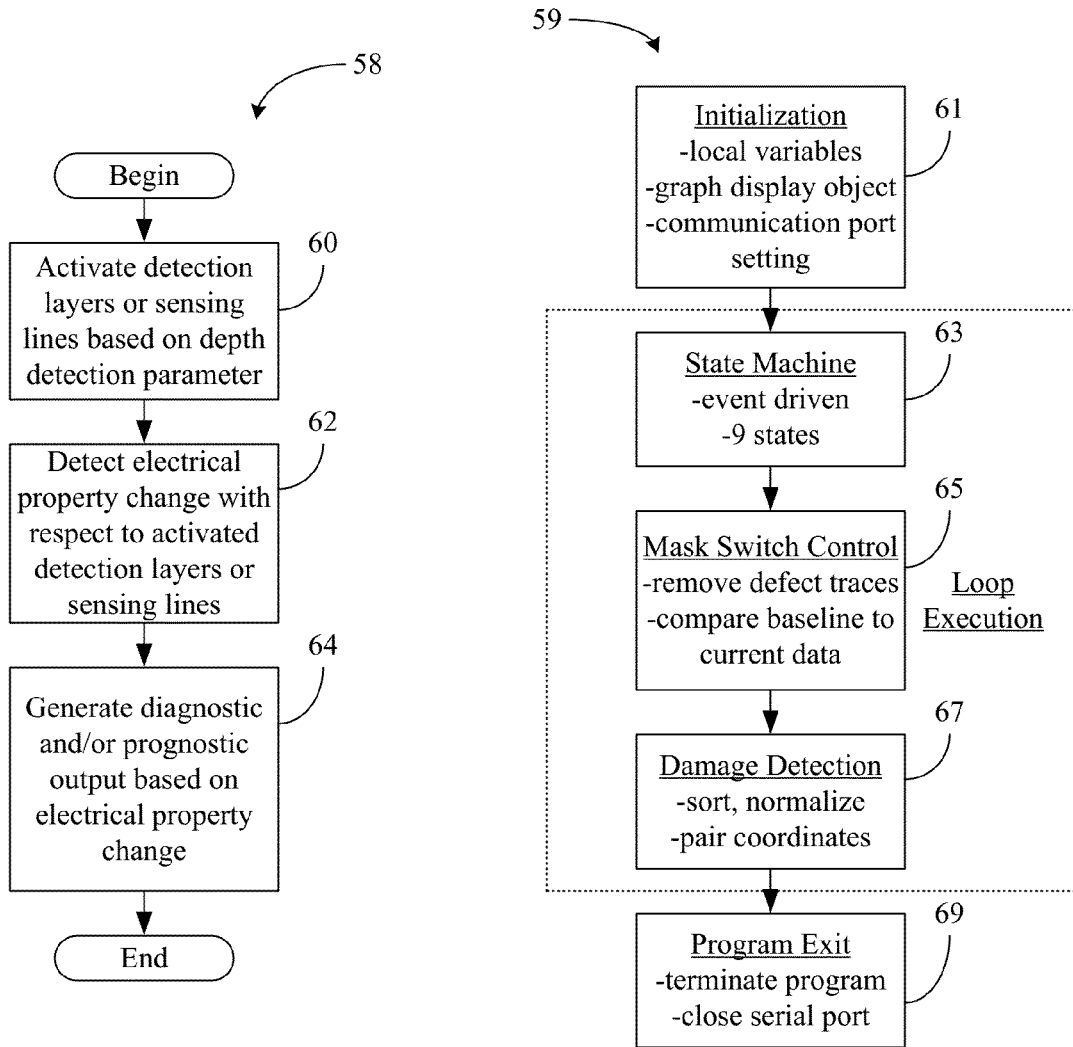 58
Begin
60
Activate detection
layers or sensing
lines based on depth
detection parameter
62
Detect electrical
property change with
respect to activated
detection layers or
sensing lines
64
Generate diagnostic
and/or prognostic
output based on
electrical property
change
End
59
61
Initialization
-local variables
-graph display object
-communication port
setting
63
State Machine
-event driven
-9 states
65
Mask Switch Control
-remove defect traces
-compare baseline to
current data
Loop
Execution
67
Damage Detection
-sort, normalize
-pair coordinates
69
Program Exit
-terminate program
-close serial port